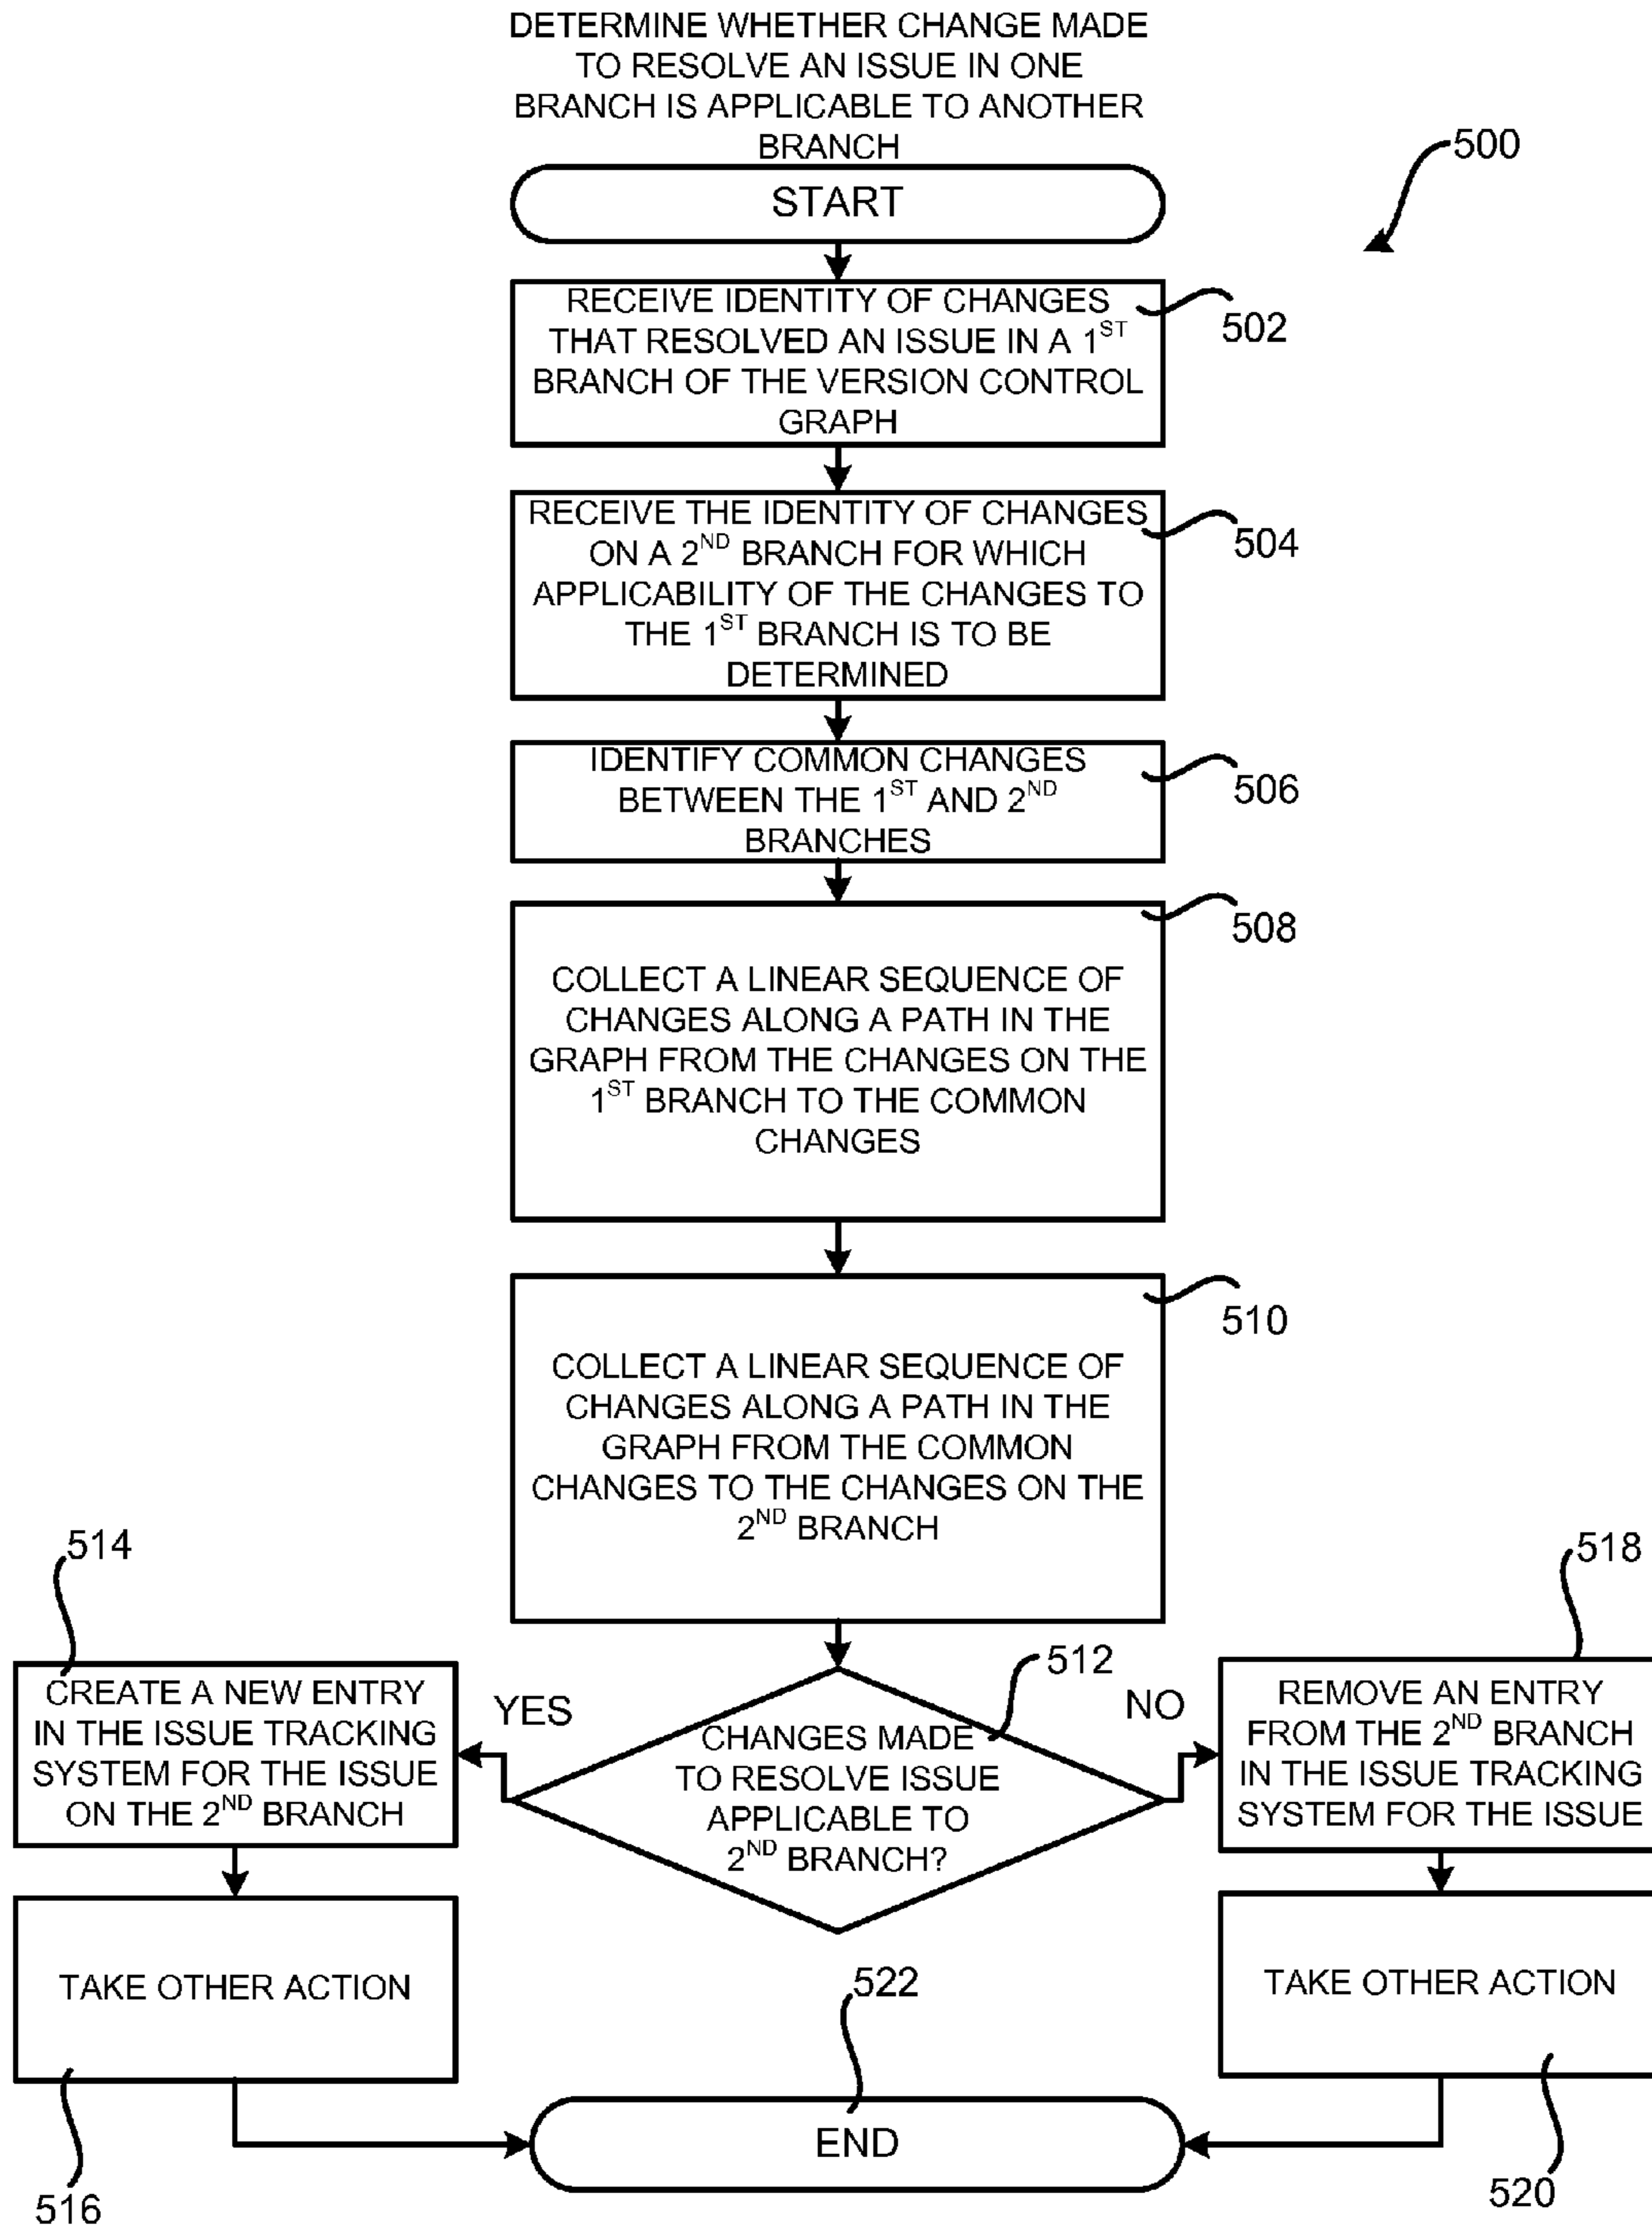 DETERMINE WHETHER CHANGE MADE
TO RESOLVE AN ISSUE IN ONE
BRANCH IS APPLICABLE TO ANOTHER
BRANCH
500
START
RECEIVE IDENTITY OF CHANGES
THAT RESOLVED AN ISSUE IN A 1ST
BRANCH OF THE VERSION CONTROL
GRAPH
502
RECEIVE THE IDENTITY OF CHANGES
ON A 2ND BRANCH FOR WHICH
APPLICABILITY OF THE CHANGES TO
THE 1ST BRANCH IS TO BE
DETERMINED
504
IDENTIFY COMMON CHANGES
BETWEEN THE 1ST AND 2ND
BRANCHES
506
508
COLLECT A LINEAR SEQUENCE OF
CHANGES ALONG A PATH IN THE
GRAPH FROM THE CHANGES ON THE
1ST BRANCH TO THE COMMON
CHANGES
510
COLLECT A LINEAR SEQUENCE OF
CHANGES ALONG A PATH IN THE
GRAPH FROM THE COMMON
CHANGES TO THE CHANGES ON THE
2ND BRANCH
512
CHANGES MADE
TO RESOLVE ISSUE
APPLICABLE TO
2ND BRANCH?
YES
514
CREATE A NEW ENTRY
IN THE ISSUE TRACKING
SYSTEM FOR THE ISSUE
ON THE 2ND BRANCH
TAKE OTHER ACTION
516
NO
518
REMOVE AN ENTRY
FROM THE 2ND BRANCH
IN THE ISSUE TRACKING
SYSTEM FOR THE ISSUE
TAKE OTHER ACTION
520
522
END